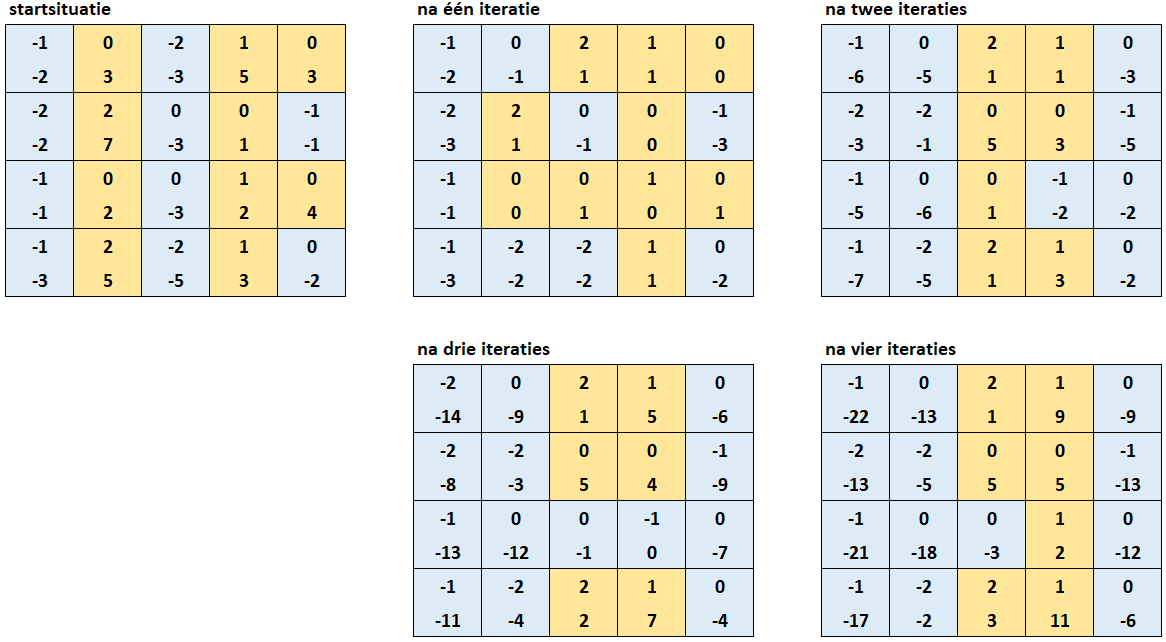 startsituatie
-1 0 -2 1 0
-2 3 -3 5 3
-2 2 0 0 -1
-2 7 -3 1 -1
-1 0 0 1 0
-1 2 -3 2 4
-1 2 -2 1 0
-3 5 -5 3 -2
na één iteratie
-1 0 2 1 0
-2 -1 1 1 0
-2 2 0 0 -1
-3 1 -1 0 -3
-1 0 0 1 0
-1 0 1 0 1
-1 -2 -2 1 0
-3 -2 -2 1 -2
na twee iteraties
-1 0 2 1 0
-6 -5 1 1 -3
-2 -2 0 0 -1
-3 -1 5 3 -5
-1 0 0 -1 0
-5 -6 1 -2 -2
-1 -2 2 1 0
-7 -5 1 3 -2
na drie iteraties
-2 0 2 1 0
-14 -9 1 5 -6
-2 -2 0 0 -1
-8 -3 5 4 -9
-1 0 0 -1 0
-13 -12 -1 0 -7
-1 -2 2 1 0
-11 -4 2 7 -4
na vier iteraties
-1 0 2 1 0
-22 -13 1 9 -9
-2 -2 0 0 -1
-13 -5 5 5 -13
-1 0 0 1 0
-21 -18 -3 2 -12
-1 -2 2 1 0
-17 -2 3 11 -6